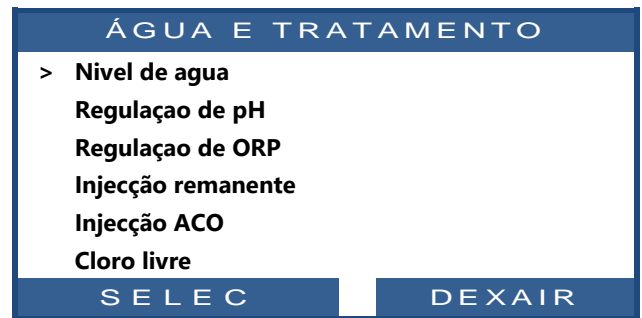 ÁGUA E TRATAMENTO
> Nivel de agua
Regulaçao de pH
Regulaçao de ORP
Injecção remanente
Injecção ACO
Cloro livre
SELEC DEXAIR